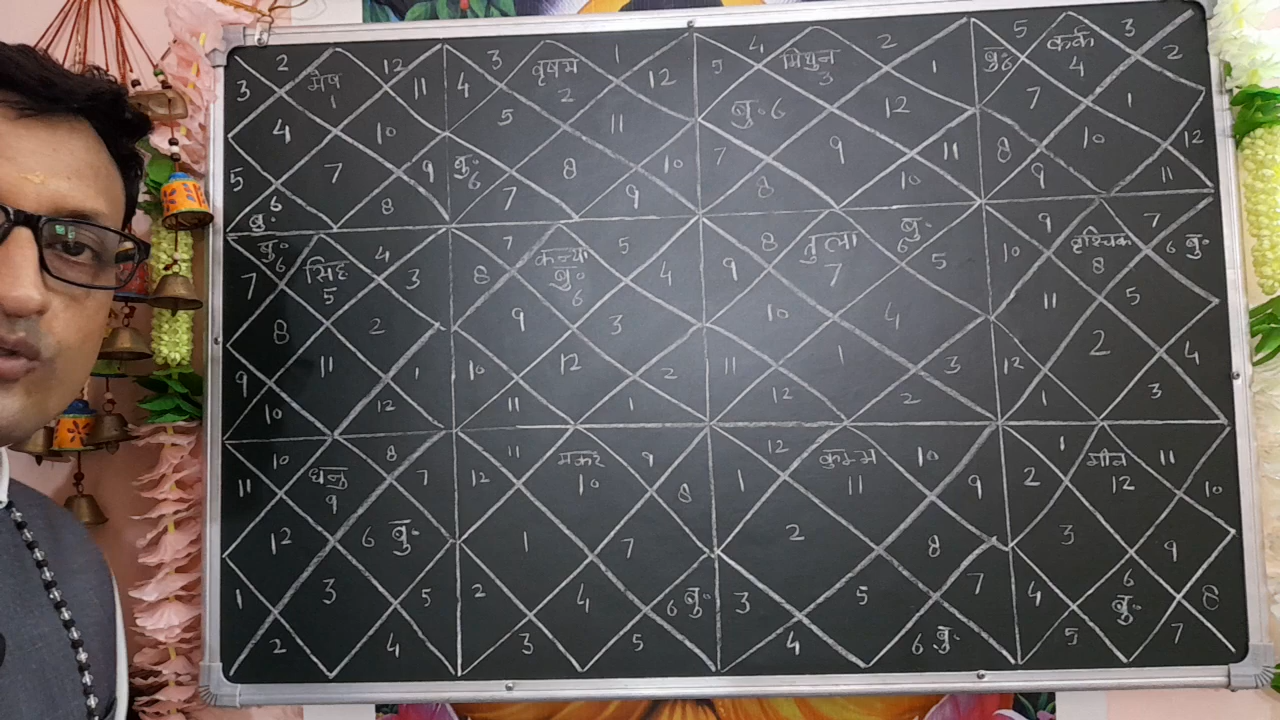 2 12
3 मेष 11
1
4 10
5 7 9
6 8
बु॰
3 1
4 वृषभ 12
2
5 11
बु॰ 8 10
6 7 9
4 2
5 मिथुन 1
3
बु॰ 6 12
7 9 11
8 10
5 3
बु॰ 6 कर्क 2
4
7 1
8 10 12
9 11
बु॰
6 4
7 सिंह 3
5
8 2
9 11 1
10 12
7 5
8 कन्या 4
बु॰
6
9 3
10 12 2
11 1
8 बु॰
6
9 तुला 5
7
10 4
11 1 3
12 2
9 7
10 वृश्चिक 6 बु॰
8
11 5
12 2 4
1 3
10 8
11 धनु 7
9
12 6 बु॰
1 3 5
2 4
11 9
12 मकर 8
10
1 7
2 4 6 बु॰
3 5
12 10
1 कुम्भ 9
11
2 8
3 5 7
4 6 बु॰
1 11
2 मीन 10
12
3 9
4 6 8
बु॰
5 7